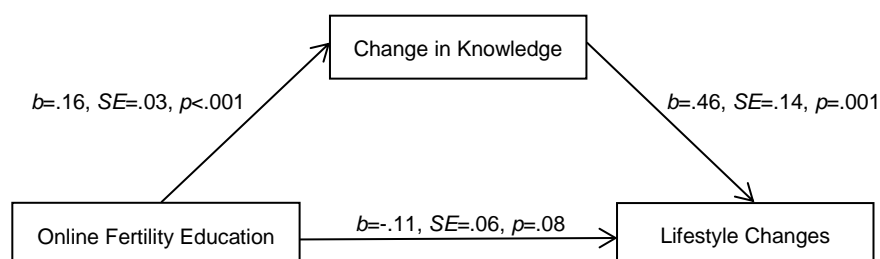 Change in Knowledge
b=.16, SE=.03, p<.001
b=.46, SE=.14, p=.001
b=-.11, SE=.06, p=.08
Online Fertility Education
Lifestyle Changes